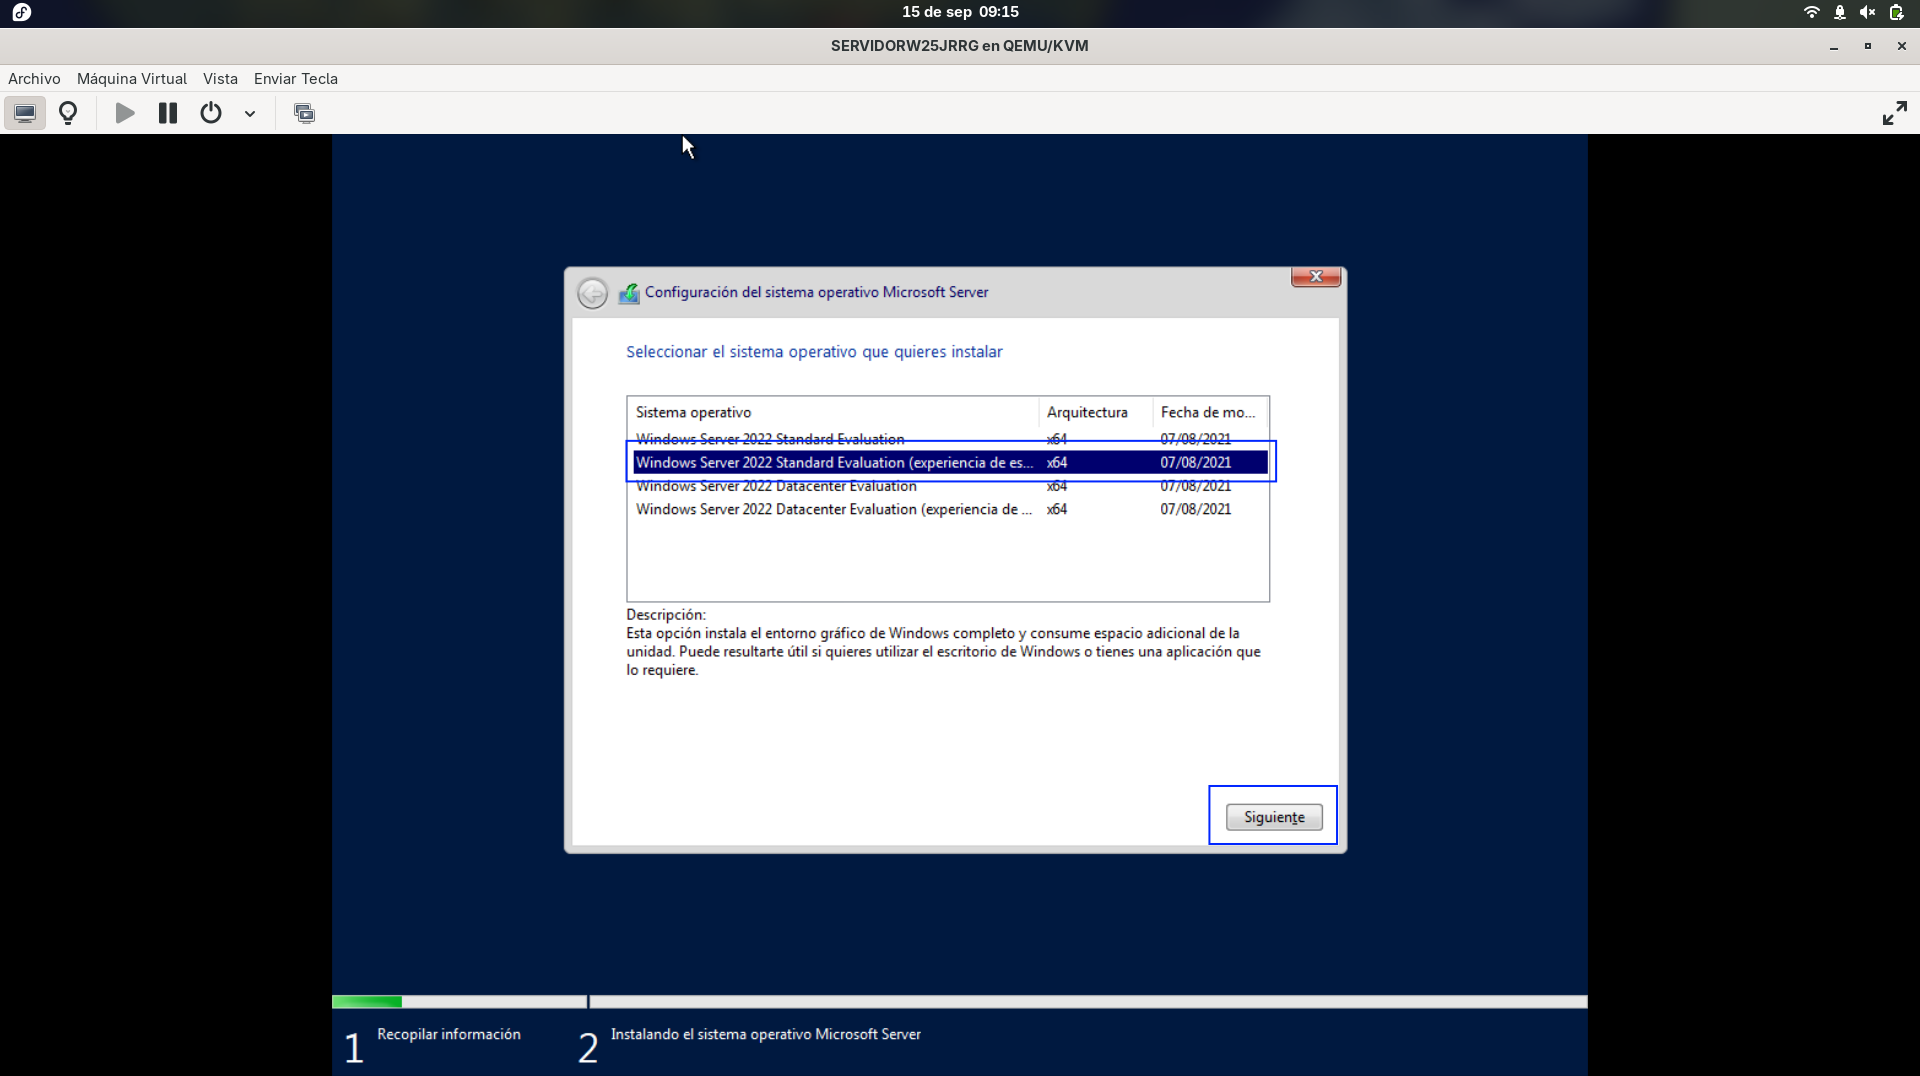 15 de sep 09:15
SERVIDORW25JRRG en QEMU/KVM
Archivo Máquina Virtual Vista Enviar Tecla
Configuración del sistema operativo Microsoft Server
Seleccionar el sistema operativo que quieres instalar
Sistema operativo Arquitectura Fecha de mo...
Windows Server 2022 Standard Evaluation x64 07/08/2021
Windows Server 2022 Standard Evaluation (experiencia de es... x64 07/08/2021
Windows Server 2022 Datacenter Evaluation x64 07/08/2021
Windows Server 2022 Datacenter Evaluation (experiencia de ... x64 07/08/2021
Descripción:
Esta opción instala el entorno gráfico de Windows completo y consume espacio adicional de la
unidad. Puede resultarte útil si quieres utilizar el escritorio de Windows o tienes una aplicación que
lo requiere.
Siguiente
1 Recopilar información 2 Instalando el sistema operativo Microsoft Server